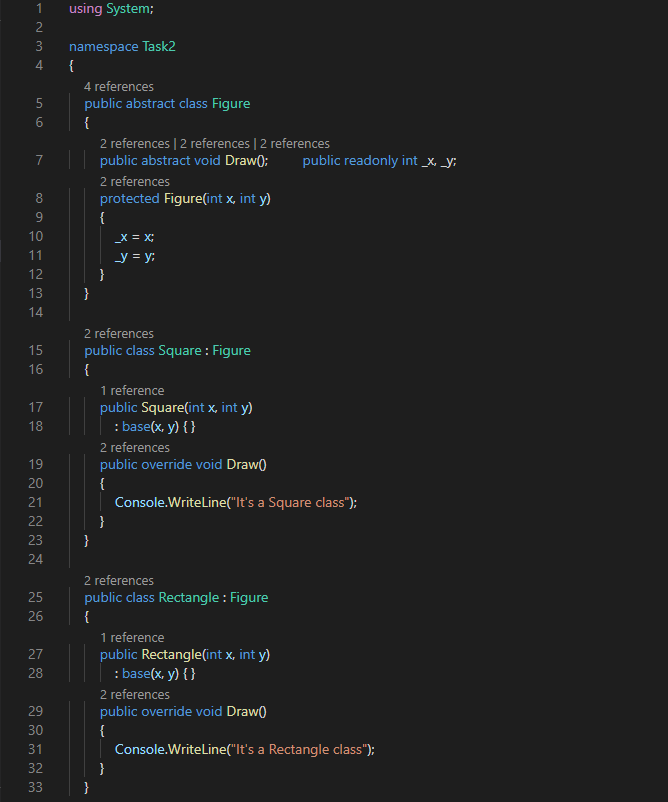 1 using System;
2
3 namespace Task2
4 {
4 references
5 public abstract class Figure
6 {
2 references | 2 references | 2 references
7 public abstract void Draw(); public readonly int _x, _y;
2 references
8 protected Figure(int x, int y)
9 {
10 _x = x;
11 _y = y;
12 }
13 }
14
2 references
15 public class Square : Figure
16 {
1 reference
17 public Square(int x, int y)
18 : base(x, y) { }
2 references
19 public override void Draw()
20 {
21 Console.WriteLine("It's a Square class");
22 }
23 }
24
2 references
25 public class Rectangle : Figure
26 {
1 reference
27 public Rectangle(int x, int y)
28 : base(x, y) { }
2 references
29 public override void Draw()
30 {
31 Console.WriteLine("It's a Rectangle class");
32 }
33 }